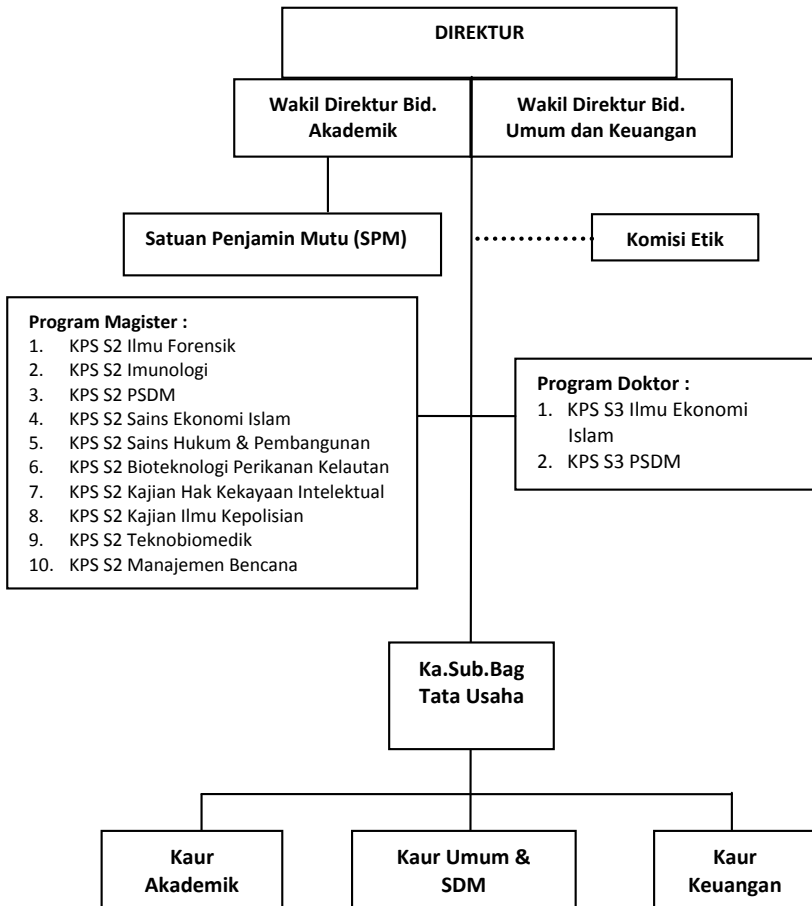 DIREKTUR
Wakil Direktur Bid.
Akademik
Wakil Direktur Bid.
Umum dan Keuangan
Satuan Penjamin Mutu (SPM)
Komisi Etik
Program Magister :
1. KPS S2 Ilmu Forensik
2. KPS S2 Imunologi
3. KPS S2 PSDM
4. KPS S2 Sains Ekonomi Islam
5. KPS S2 Sains Hukum & Pembangunan
6. KPS S2 Bioteknologi Perikanan Kelautan
7. KPS S2 Kajian Hak Kekayaan Intelektual
8. KPS S2 Kajian Ilmu Kepolisian
9. KPS S2 Teknobiomedik
10. KPS S2 Manajemen Bencana
Program Doktor :
1. KPS S3 Ilmu Ekonomi
Islam
2. KPS S3 PSDM
Ka.Sub.Bag
Tata Usaha
Kaur
Akademik
Kaur Umum &
SDM
Kaur
Keuangan